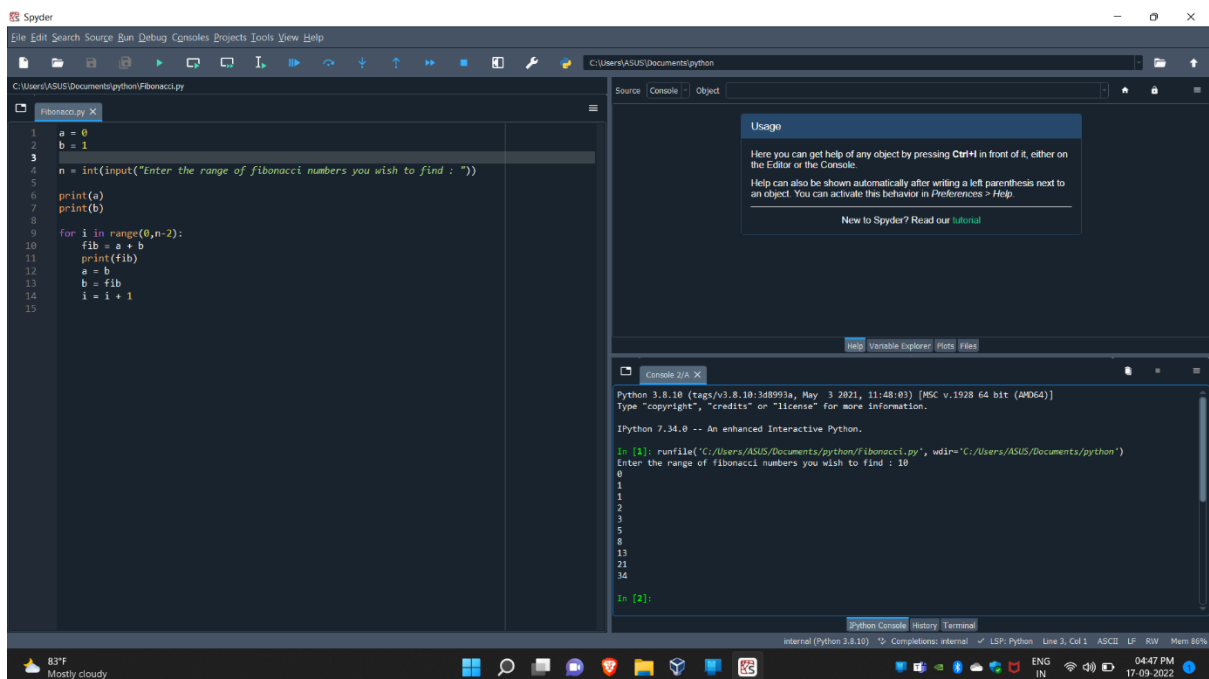 Spyder
File Edit Search Source Run Debug Consoles Projects Tools View Help
C:\Users\ASUS\Documents\python
C:\Users\ASUS\Documents\python\Fibonacci.py
Fibonacci.py
1 a = 0
2 b = 1
3
4 n = int(input("Enter the range of fibonacci numbers you wish to find : "))
5
6 print(a)
7 print(b)
8
9 for i in range(0,n-2):
10     fib = a + b
11     print(fib)
12     a = b
13     b = fib
14     i = i + 1
15
Source Console Object
Usage
Here you can get help of any object by pressing Ctrl+I in front of it, either on
the Editor or the Console.
Help can also be shown automatically after writing a left parenthesis next to
an object. You can activate this behavior in Preferences > Help.
New to Spyder? Read our tutorial
Help Variable Explorer Plots Files
Console 2/A
Python 3.8.10 (tags/v3.8.10:3d8993a, May  3 2021, 11:48:03) [MSC v.1928 64 bit (AMD64)]
Type "copyright", "credits" or "license" for more information.
IPython 7.34.0 -- An enhanced Interactive Python.
In [1]: runfile('C:/Users/ASUS/Documents/python/Fibonacci.py', wdir='C:/Users/ASUS/Documents/python')
Enter the range of fibonacci numbers you wish to find : 10
0
1
1
2
3
5
8
13
21
34
In [2]:
IPython Console History Terminal
internal (Python 3.8.10) Completions: internal LSP: Python Line 3, Col 1 ASCII LF RW Mem 86%
83°F
Mostly cloudy
ENG
IN
04:47 PM
17-09-2022
1